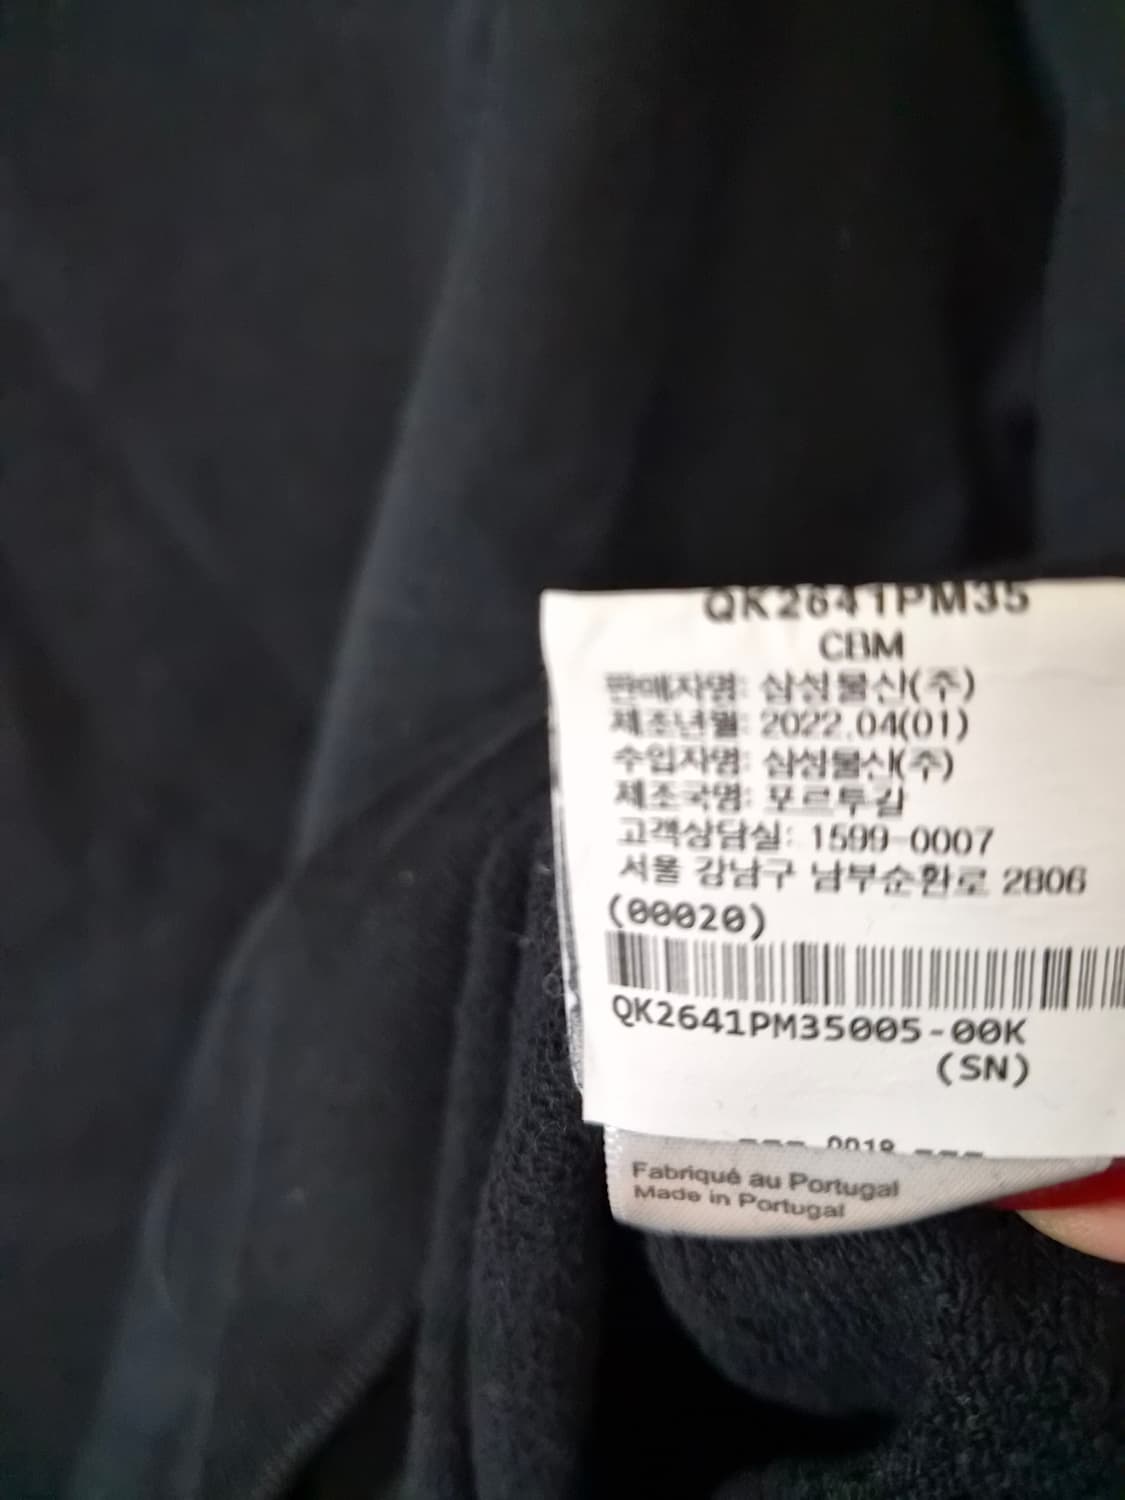 QK2641PM35
CBM
판매자명: 삼성물산(주)
제조년월: 2022.04(01)
수입자명: 삼성물산(주)
제조국명: 포르투갈
고객상담실: 1599-0007
서울 강남구 남부순환로 2806
(00020)
QK2641PM35005-00K
(SN)
--- 0018 ---
Fabriqué au Portugal
Made in Portugal